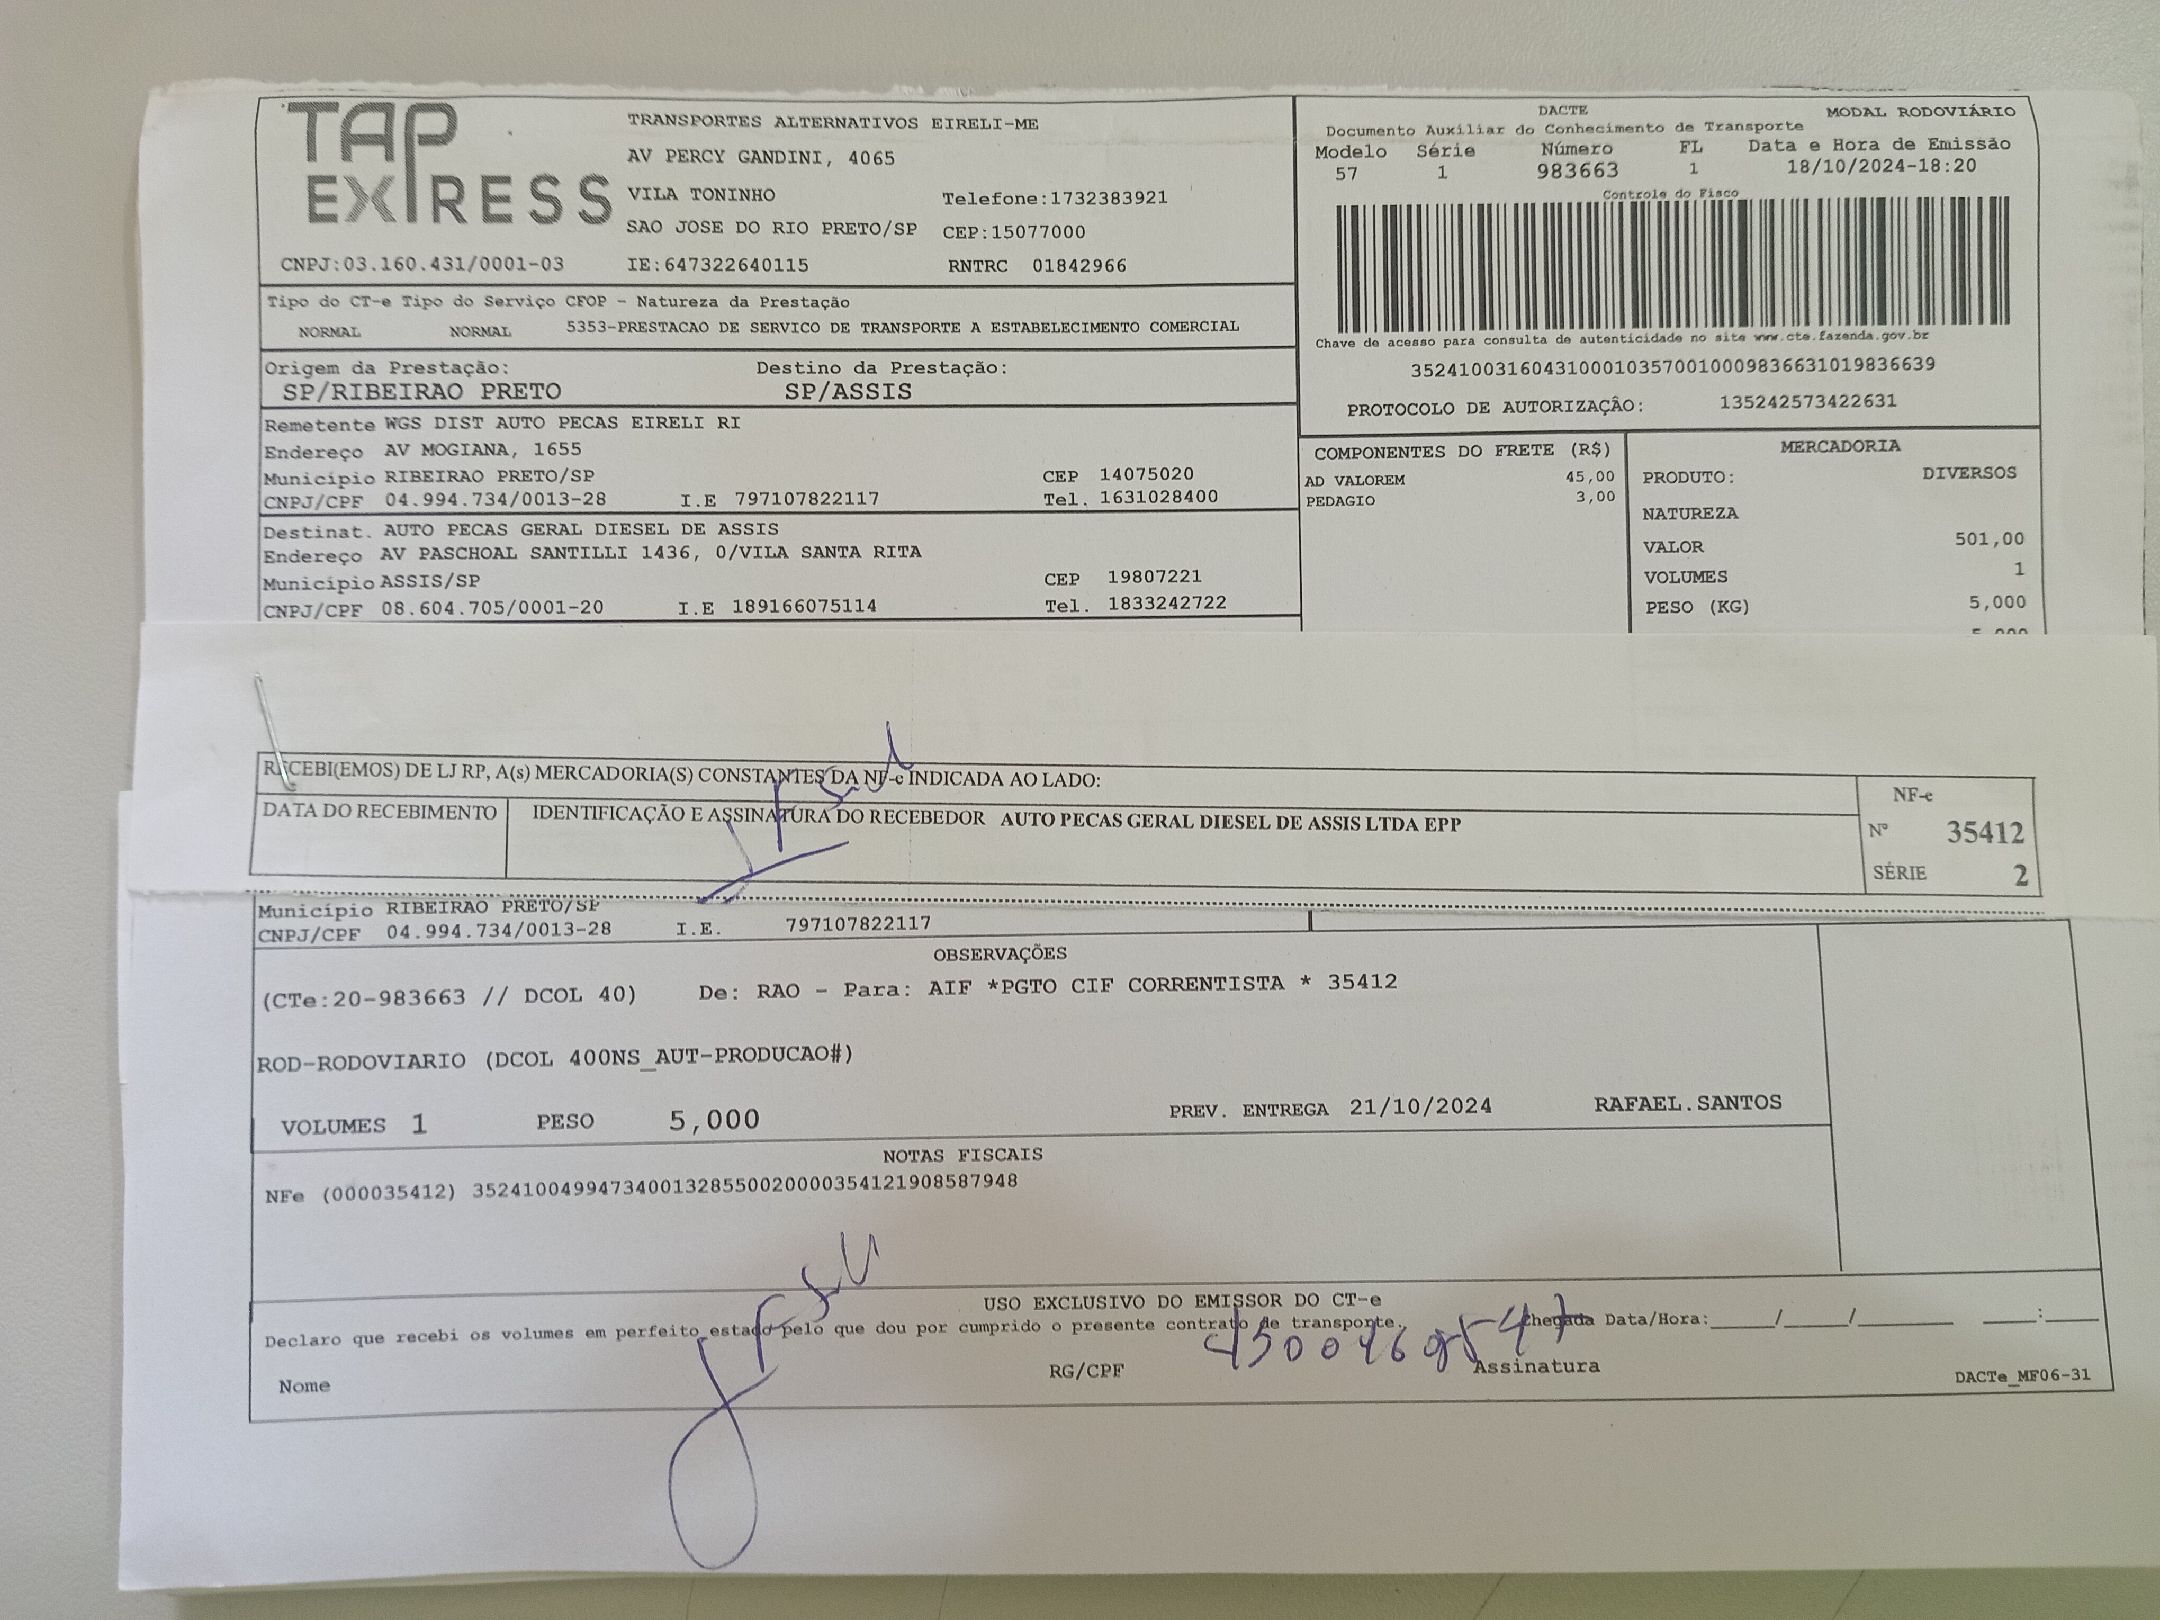 TAP
EXPRESS
TRANSPORTES ALTERNATIVOS EIRELI-ME
AV PERCY GANDINI, 4065
VILA TONINHO Telefone:1732383921
SAO JOSE DO RIO PRETO/SP CEP:15077000
CNPJ:03.160.431/0001-03 IE:647322640115 RNTRC 01842966
DACTE MODAL RODOVIÁRIO
Documento Auxiliar do Conhecimento de Transporte
Modelo Série Número FL Data e Hora de Emissão
57 1 983663 1 18/10/2024-18:20
Controle do Fisco
Chave de acesso para consulta de autenticidade no site www.cte.fazenda.gov.br
35241003160431000103570010009836631019836639
PROTOCOLO DE AUTORIZAÇÃO: 135242573422631
Tipo do CT-e Tipo do Serviço CFOP - Natureza da Prestação
NORMAL NORMAL 5353-PRESTACAO DE SERVICO DE TRANSPORTE A ESTABELECIMENTO COMERCIAL
Origem da Prestação: Destino da Prestação:
SP/RIBEIRAO PRETO SP/ASSIS
Remetente WGS DIST AUTO PECAS EIRELI RI
Endereço AV MOGIANA, 1655
Município RIBEIRAO PRETO/SP CEP 14075020
CNPJ/CPF 04.994.734/0013-28 I.E 797107822117 Tel. 1631028400
Destinat. AUTO PECAS GERAL DIESEL DE ASSIS
Endereço AV PASCHOAL SANTILLI 1436, 0/VILA SANTA RITA
Município ASSIS/SP CEP 19807221
CNPJ/CPF 08.604.705/0001-20 I.E 189166075114 Tel. 1833242722
COMPONENTES DO FRETE (R$)
AD VALOREM 45,00
PEDAGIO 3,00
MERCADORIA
PRODUTO: DIVERSOS
NATUREZA
VALOR 501,00
VOLUMES 1
PESO (KG) 5,000
RECEBI(EMOS) DE LJ RP, A(s) MERCADORIA(S) CONSTANTES DA NF-e INDICADA AO LADO:
DATA DO RECEBIMENTO IDENTIFICAÇÃO E ASSINATURA DO RECEBEDOR AUTO PECAS GERAL DIESEL DE ASSIS LTDA EPP
NF-e
Nº 35412
SÉRIE 2
Município RIBEIRAO PRETO/SP
CNPJ/CPF 04.994.734/0013-28 I.E. 797107822117
OBSERVAÇÕES
(CTe:20-983663 // DCOL 40) De: RAO - Para: AIF *PGTO CIF CORRENTISTA * 35412
ROD-RODOVIARIO (DCOL 400NS_AUT-PRODUCAO#)
VOLUMES 1 PESO 5,000 PREV. ENTREGA 21/10/2024 RAFAEL.SANTOS
NOTAS FISCAIS
NFe (000035412) 35241004994734001328550020000354121908587948
USO EXCLUSIVO DO EMISSOR DO CT-e
Declaro que recebi os volumes em perfeito estado pelo que dou por cumprido o presente contrato de transporte. Chegada Data/Hora:_____/_____/________ ____:____
Nome RG/CPF Assinatura DACTe_MF06-31